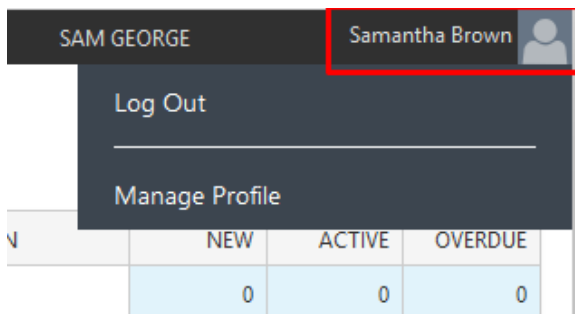 SAM GEORGE Samantha Brown
Log Out
Manage Profile
N NEW ACTIVE OVERDUE
0 0 0